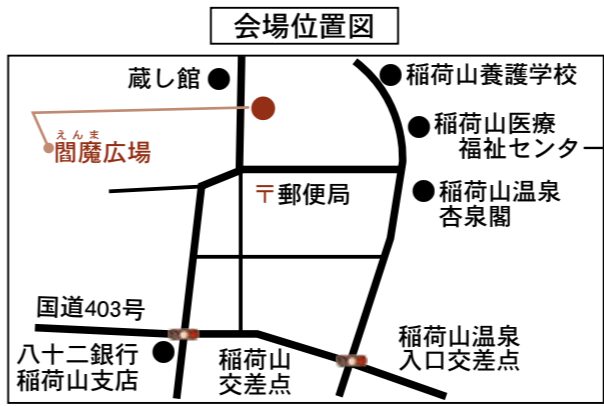 会場位置図
蔵し館
稲荷山養護学校
えんま
閻魔広場
稲荷山医療
福祉センター
〒郵便局
稲荷山温泉
杏泉閣
国道403号
八十二銀行
稲荷山支店
稲荷山
交差点
稲荷山温泉
入口交差点